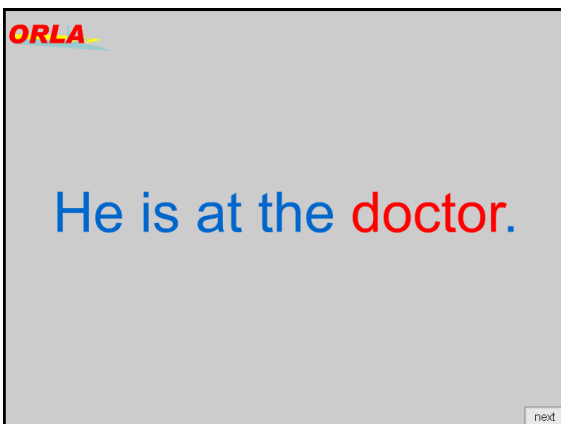 ORLA
He is at the doctor.
next